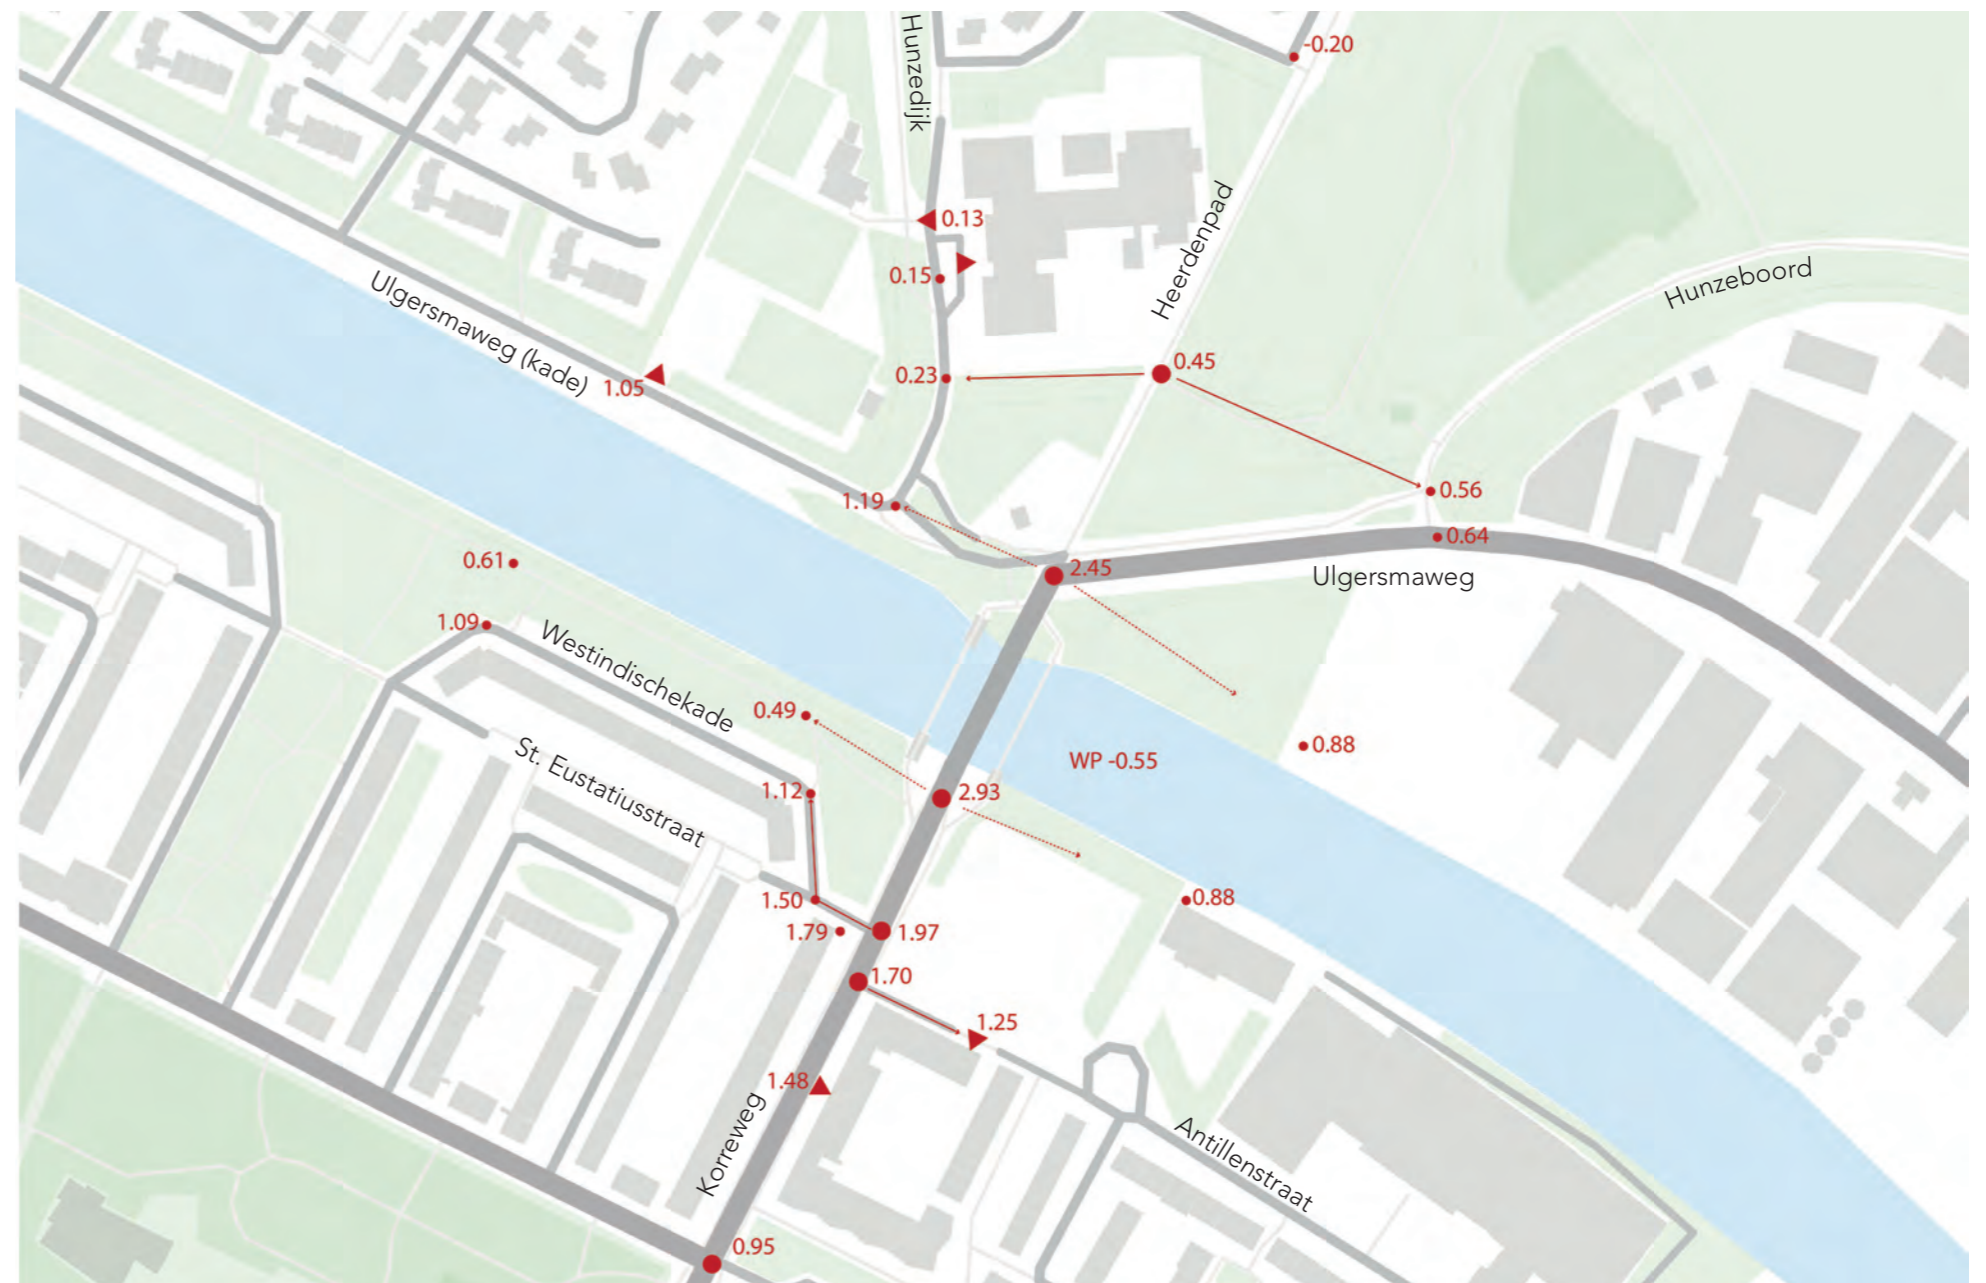 -0.20
Hunzedijk
0.13
Heerdenpad
0.15
Hunzeboord
Ulgersmaweg (kade)
1.05
0.23
0.45
0.56
1.19
0.64
0.61
2.45
Ulgersmaweg
1.09
Westindischekade
0.49
0.88
St. Eustatiusstraat
WP -0.55
1.12
2.93
1.50
0.88
1.79
1.97
1.70
1.25
1.48
Korreweg
Antillenstraat
0.95